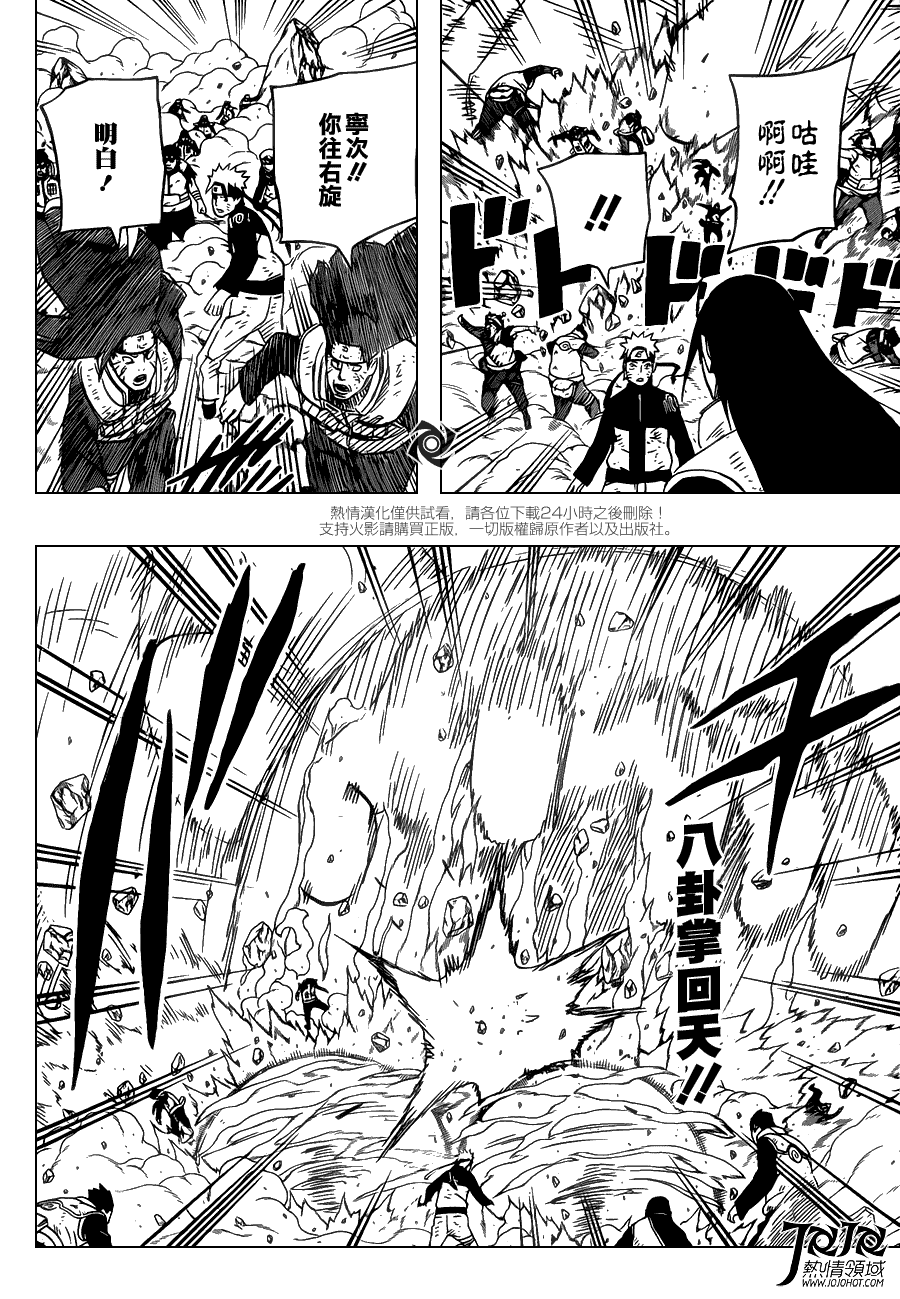 咕哇
啊啊!!
!!
ドドドドド
寧次!!
你往右旋
明白！
熱情漢化僅供試看，請各位下載24小時之後刪除！
支持火影請購買正版，一切版權歸原作者以及出版社。
八卦掌回天!!
JOJO
熱情領域
WWW.JOJOHOT.COM